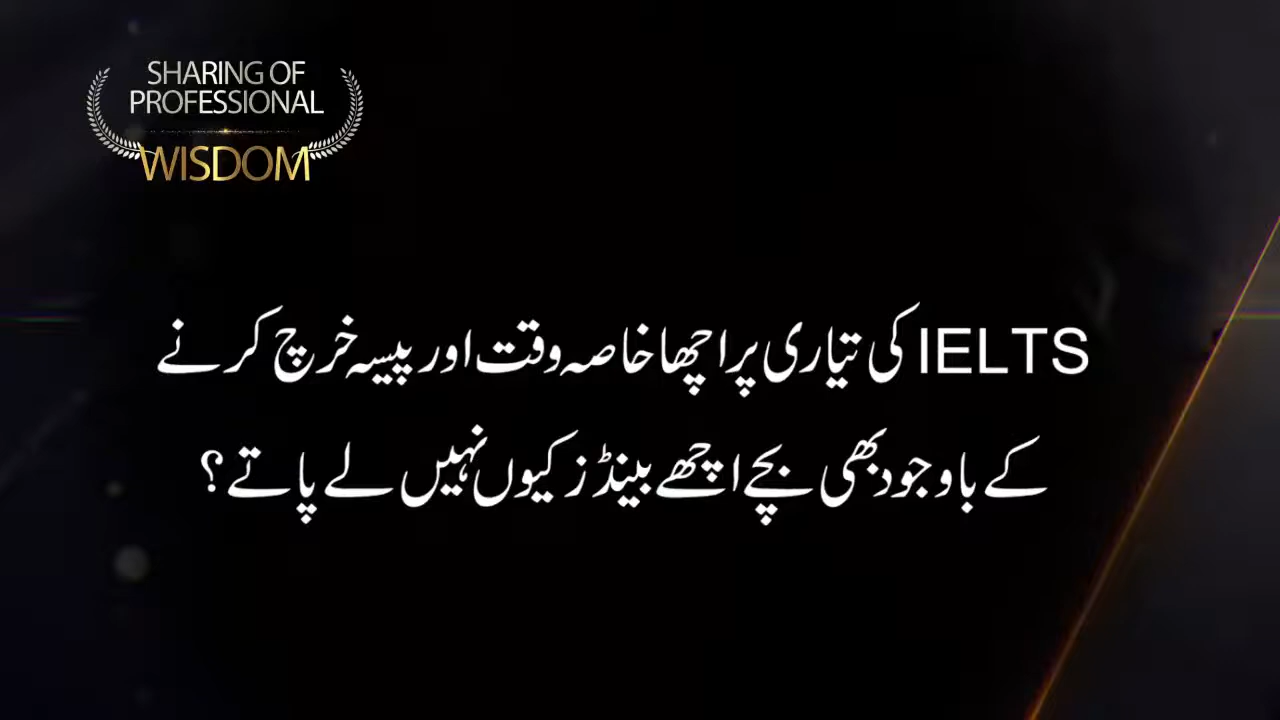 SHARING OF
PROFESSIONAL
WISDOM
IELTS کی تیاری پر اچھا خاصہ وقت اور پیسہ خرچ کرنے
کے باوجود بھی بچے اچھے بینڈز کیوں نہیں لے پاتے؟